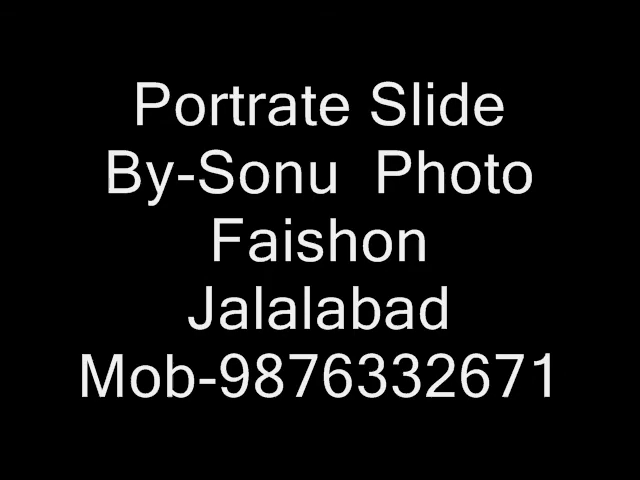 Portrate Slide
By-Sonu  Photo
Faishon
Jalalabad
Mob-9876332671